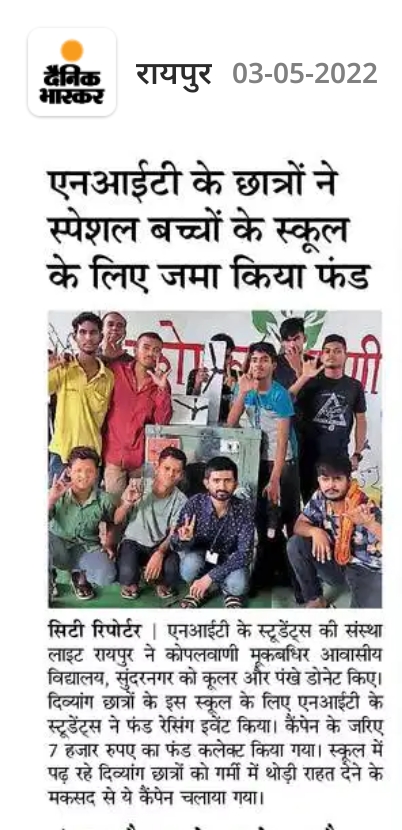 दैनिक
भास्कर
रायपुर 03-05-2022
एनआईटी के छात्रों ने
स्पेशल बच्चों के स्कूल
के लिए जमा किया फंड
सिटी रिपोर्टर | एनआईटी के स्टूडेंट्स की संस्था
लाइट रायपुर ने कोपलवाणी मूकबधिर आवासीय
विद्यालय, सुंदरनगर को कूलर और पंखे डोनेट किए।
दिव्यांग छात्रों के इस स्कूल के लिए एनआईटी के
स्टूडेंट्स ने फंड रेसिंग इवेंट किया। कैंपेन के जरिए
7 हजार रुपए का फंड कलेक्ट किया गया। स्कूल में
पढ़ रहे दिव्यांग छात्रों को गर्मी में थोड़ी राहत देने के
मकसद से ये कैंपेन चलाया गया।